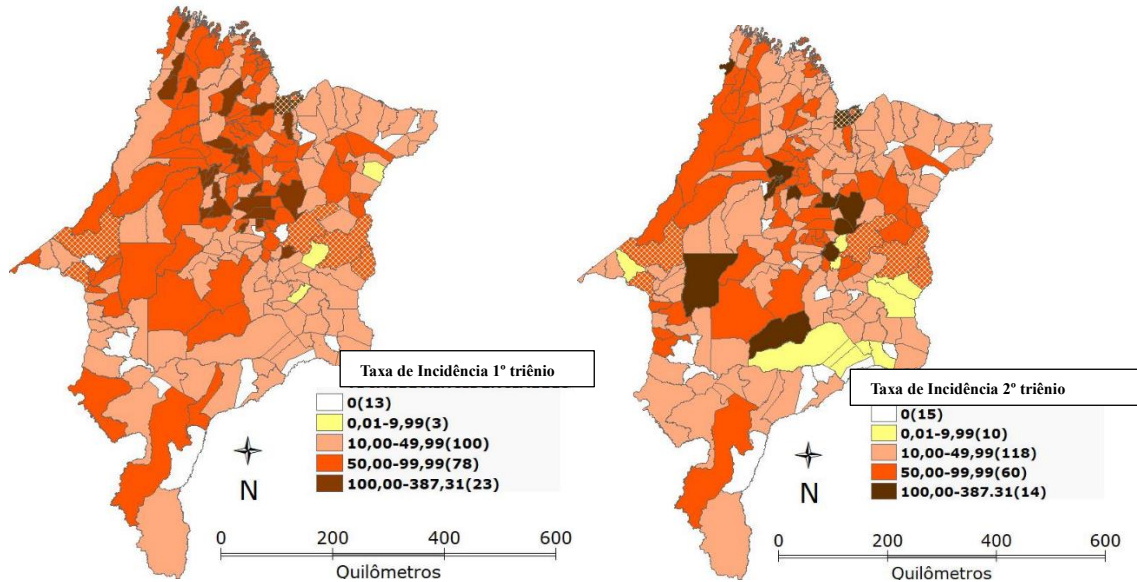 Taxa de Incidência 1º triênio
0(13)
0,01-9,99(3)
10,00-49,99(100)
50,00-99,99(78)
100,00-387,31(23)
N
0 200 400 600
Quilômetros
Taxa de Incidência 2º triênio
0(15)
0,01-9,99(10)
10,00-49,99(118)
50,00-99,99(60)
100,00-387.31(14)
N
0 200 400 600
Quilômetros